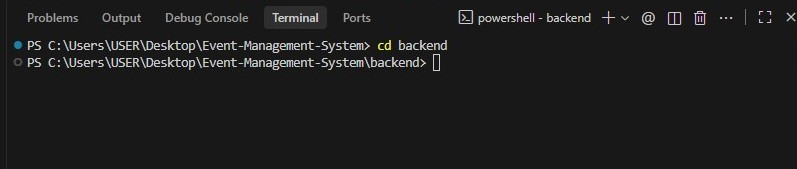 Problems Output Debug Console Terminal Ports powershell - backend
PS C:\Users\USER\Desktop\Event-Management-System> cd backend
PS C:\Users\USER\Desktop\Event-Management-System\backend>